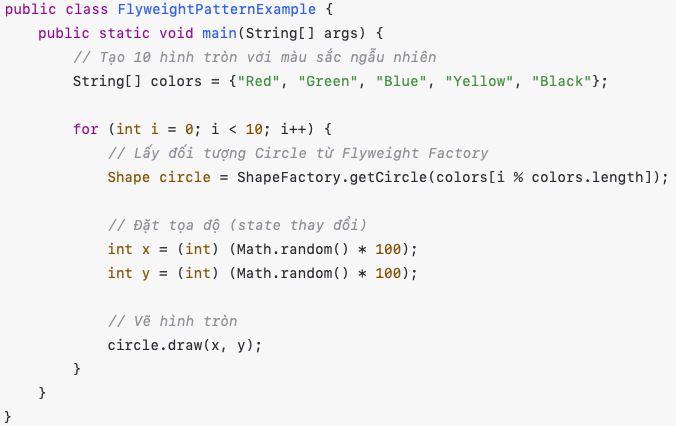 public class FlyweightPatternExample {
    public static void main(String[] args) {
        // Tạo 10 hình tròn với màu sắc ngẫu nhiên
        String[] colors = {"Red", "Green", "Blue", "Yellow", "Black"};

        for (int i = 0; i < 10; i++) {
            // Lấy đối tượng Circle từ Flyweight Factory
            Shape circle = ShapeFactory.getCircle(colors[i % colors.length]);

            // Đặt tọa độ (state thay đổi)
            int x = (int) (Math.random() * 100);
            int y = (int) (Math.random() * 100);

            // Vẽ hình tròn
            circle.draw(x, y);
        }
    }
}